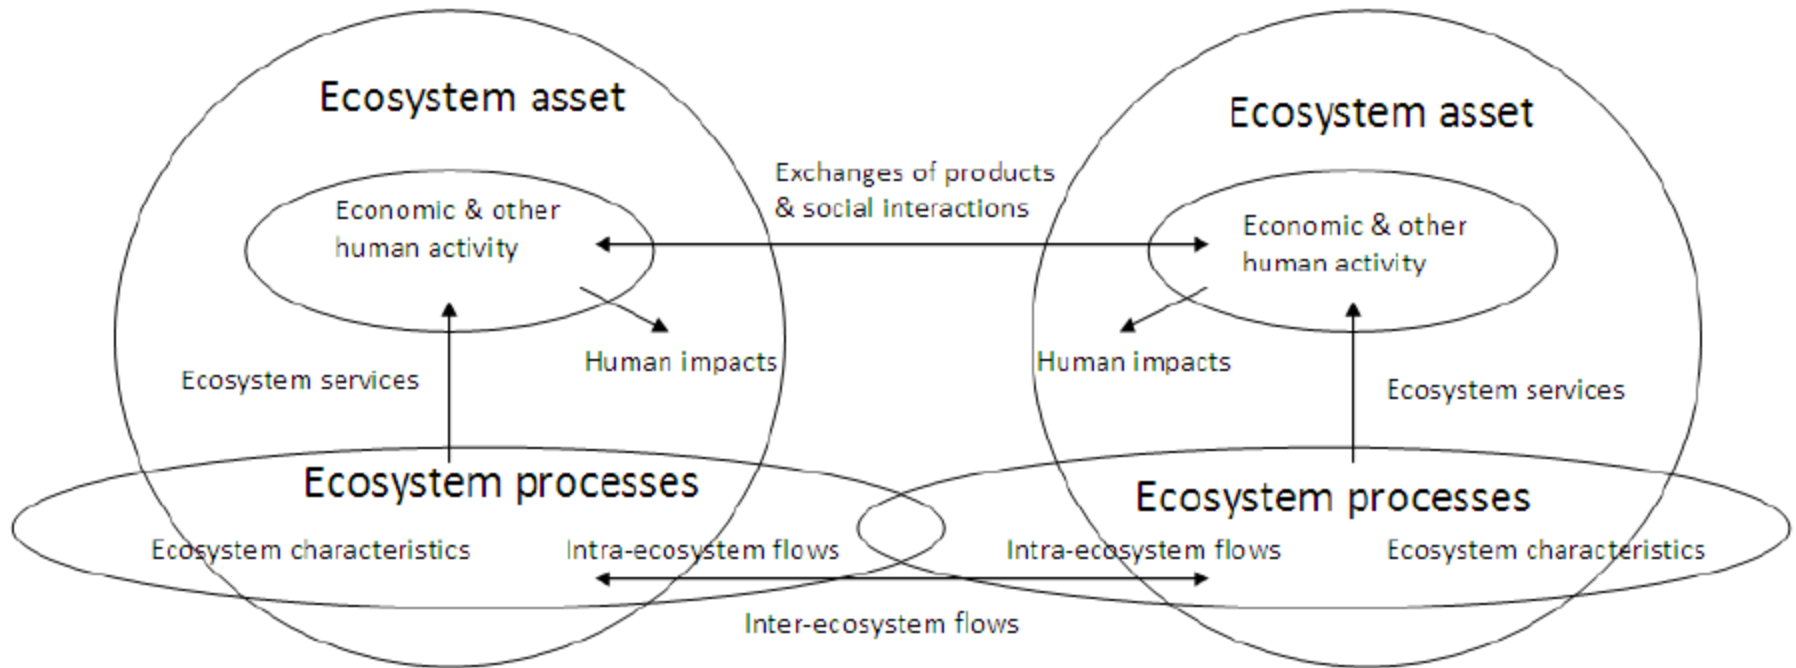 Ecosystem asset
Ecosystem asset
Exchanges of products
& social interactions
Economic & other
human activity
Economic & other
human activity
Human impacts
Human impacts
Ecosystem services
Ecosystem services
Ecosystem processes
Ecosystem processes
Ecosystem characteristics
Intra-ecosystem flows
Intra-ecosystem flows
Ecosystem characteristics
Inter-ecosystem flows